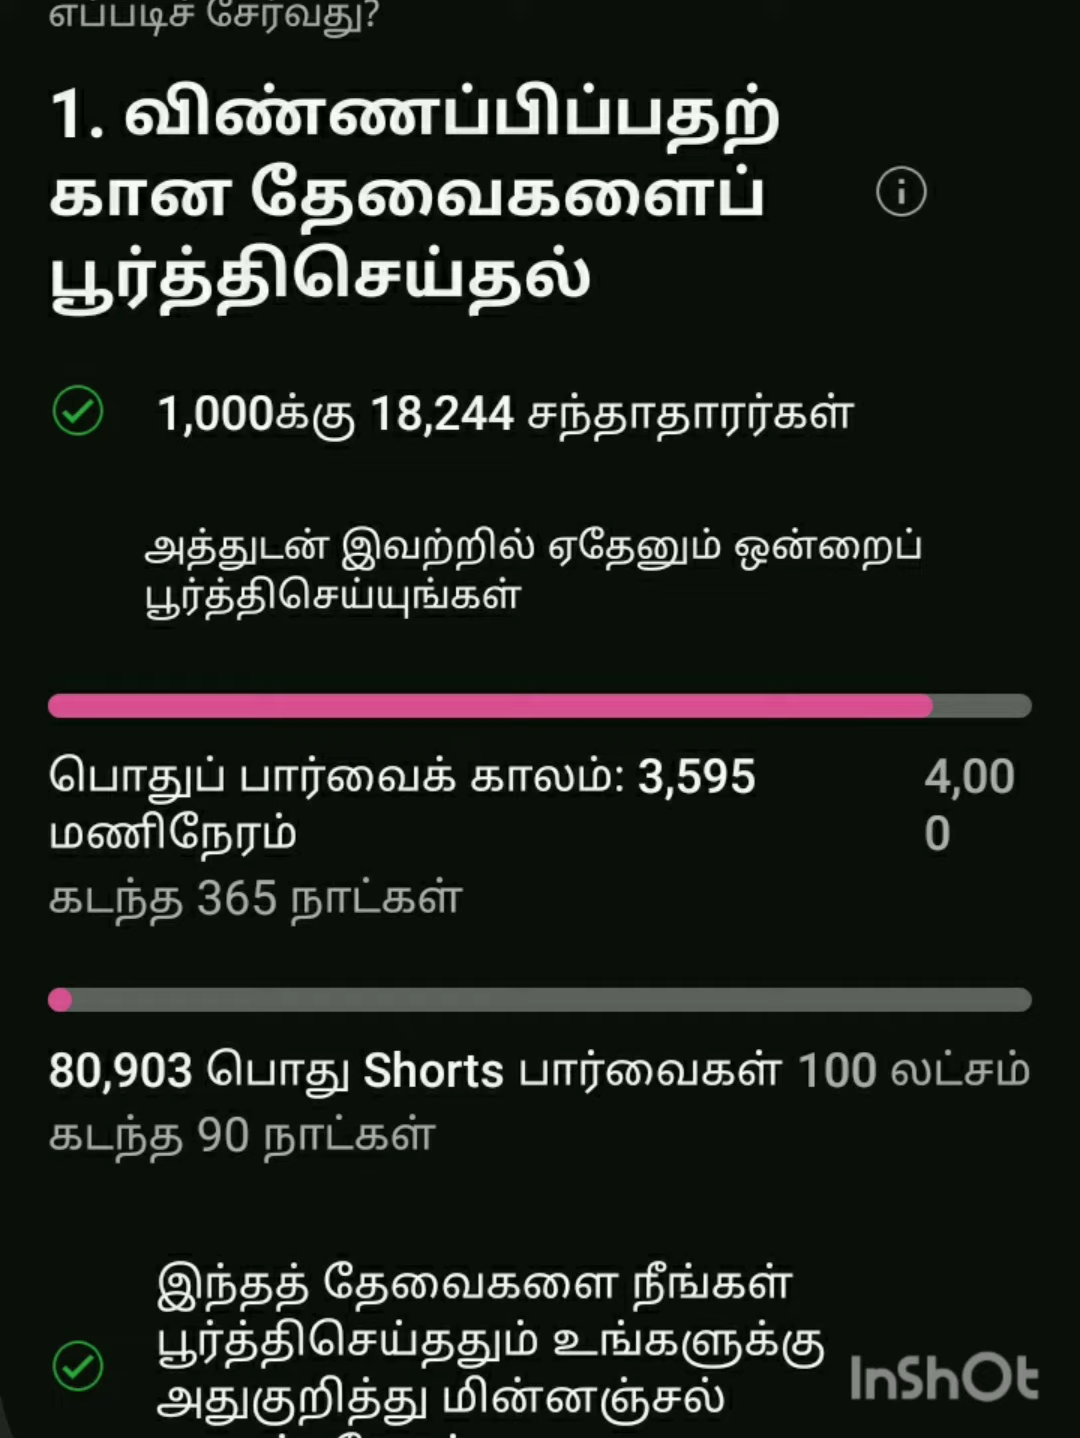 எப்படிச் சேர்வது?
1. விண்ணப்பிப்பதற்
கான தேவைகளைப்
பூர்த்திசெய்தல்
1,000க்கு 18,244 சந்தாதாரர்கள்
அத்துடன் இவற்றில் ஏதேனும் ஒன்றைப்
பூர்த்திசெய்யுங்கள்
பொதுப் பார்வைக் காலம்: 3,595 4,00
மணிநேரம் 0
கடந்த 365 நாட்கள்
80,903 பொது Shorts பார்வைகள் 100 லட்சம்
கடந்த 90 நாட்கள்
இந்தத் தேவைகளை நீங்கள்
பூர்த்திசெய்ததும் உங்களுக்கு
அதுகுறித்து மின்னஞ்சல்
InShOt